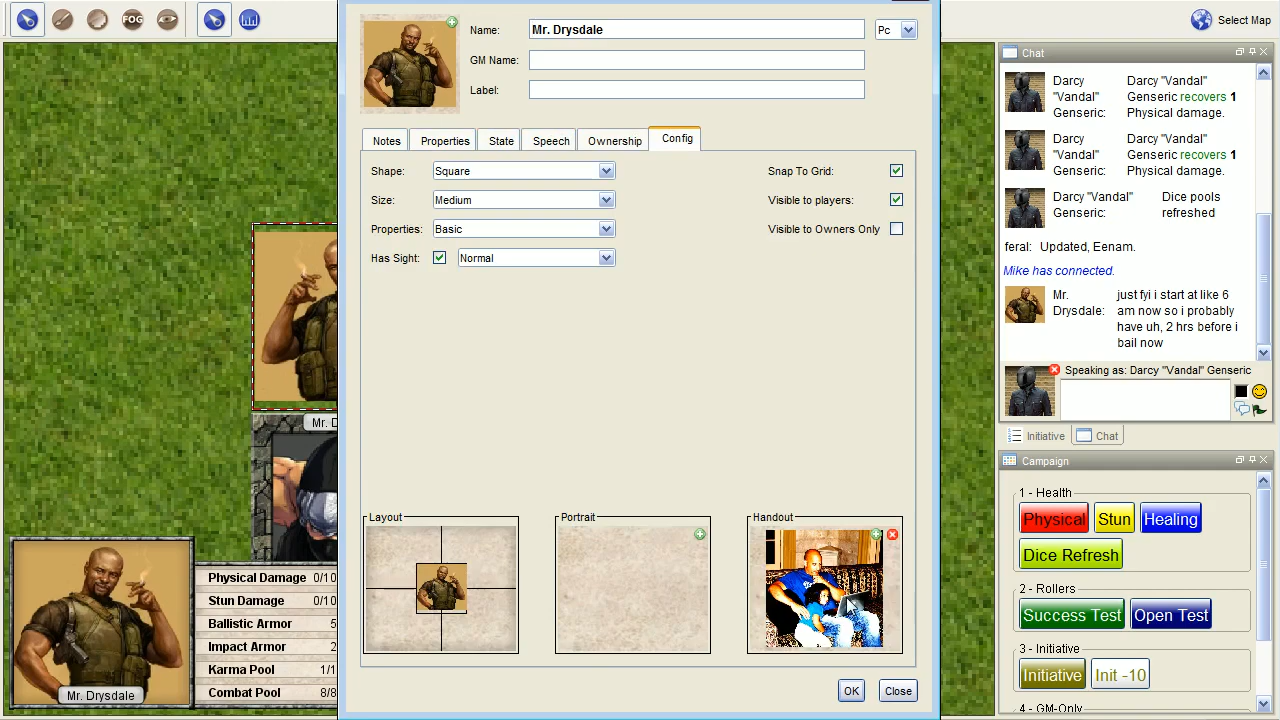 FOG
Select Map
Name:
Mr. Drysdale
Pc
GM Name:
Label:
Notes
Properties
State
Speech
Ownership
Config
Shape:
Square
Snap To Grid:
Size:
Medium
Visible to players:
Properties:
Basic
Visible to Owners Only
Has Sight:
Normal
Layout
Portrait
Handout
OK
Close
Mr. D
Mr. Drysdale
Physical Damage 0/10
Stun Damage 0/10
Ballistic Armor 5
Impact Armor 2
Karma Pool 1/1
Combat Pool 8/8
Chat
Darcy "Vandal" Genseric:
Darcy "Vandal"
Genseric recovers 1
Physical damage.
Darcy "Vandal" Genseric:
Darcy "Vandal"
Genseric recovers 1
Physical damage.
Darcy "Vandal" Genseric:
Dice pools
refreshed
feral: Updated, Eenam.
Mike has connected.
Mr. Drysdale:
just fyi i start at like 6
am now so i probably
have uh, 2 hrs before i
bail now
Speaking as: Darcy "Vandal" Genseric
Initiative
Chat
Campaign
1 - Health
Physical
Stun
Healing
Dice Refresh
2 - Rollers
Success Test
Open Test
3 - Initiative
Initiative
Init -10
4 - GM-Only